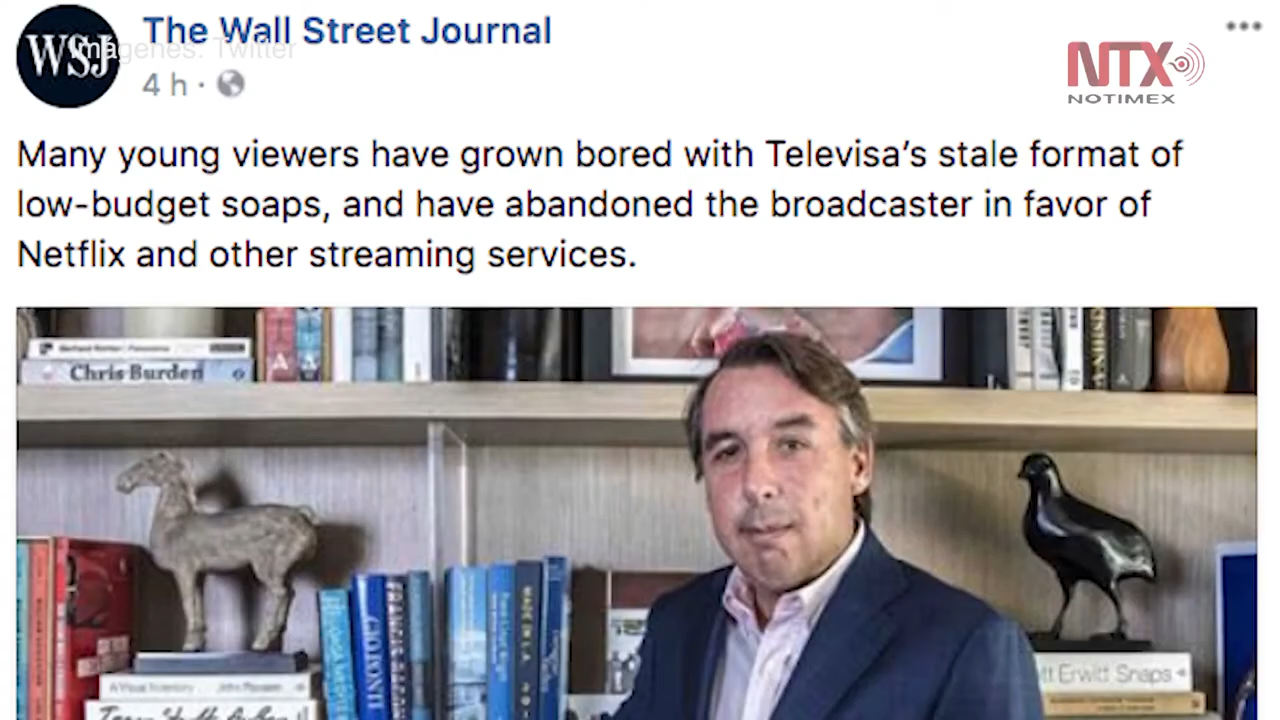 The Wall Street Journal
WSJ
Imágenes: Twitter
4 h ·
NTX
NOTIMEX
Many young viewers have grown bored with Televisa's stale format of
low-budget soaps, and have abandoned the broadcaster in favor of
Netflix and other streaming services.
Chris Burden
MADE IN L.A.
Erwitt Snaps